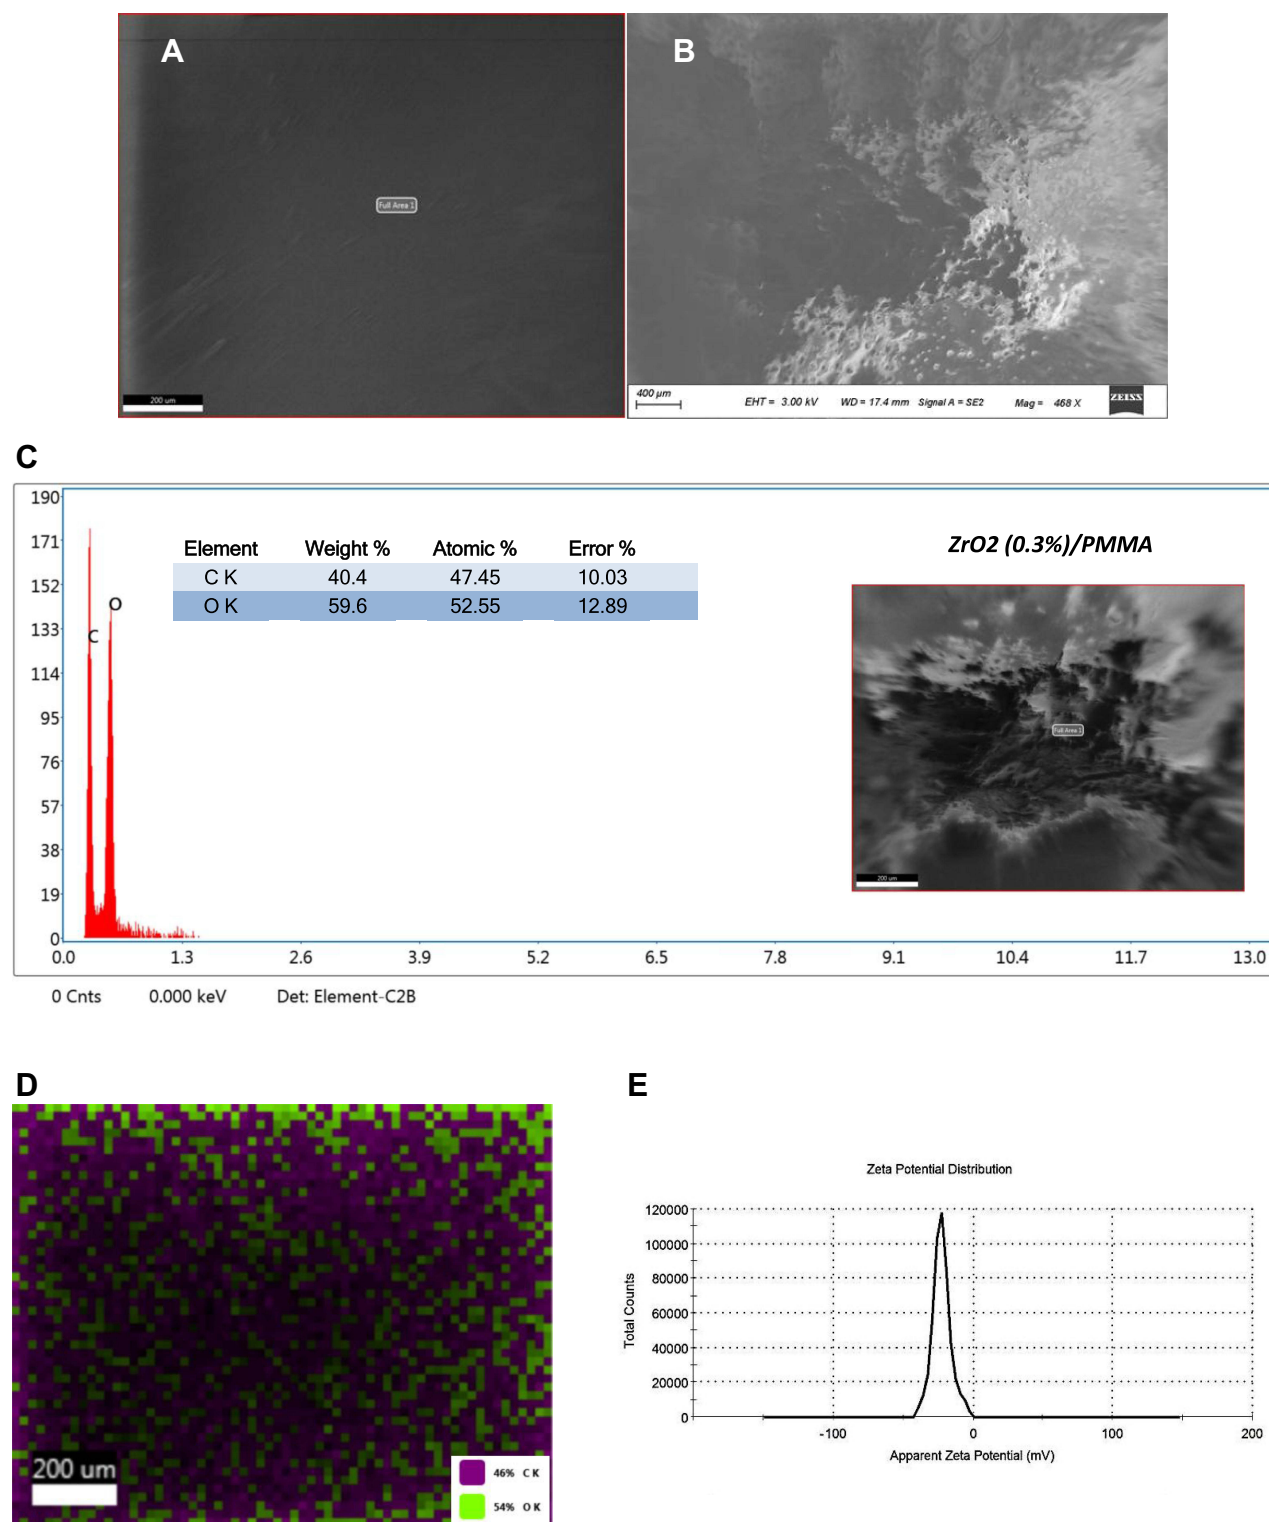 A
B
Full Area 1
200 um
400 µm
EHT = 3.00 kV WD = 17.4 mm Signal A = SE2 Mag = 468 X
ZEISS
C
190
171
152
133
114
95
76
57
38
19
0
C
O
Element Weight % Atomic % Error %
C K 40.4 47.45 10.03
O K 59.6 52.55 12.89
ZrO2 (0.3%)/PMMA
Full Area 1
200 um
0.0 1.3 2.6 3.9 5.2 6.5 7.8 9.1 10.4 11.7 13.0
0 Cnts 0.000 keV Det: Element-C2B
D
200 um
46% C K
54% O K
E
Zeta Potential Distribution
Total Counts
120000
100000
80000
60000
40000
20000
0
-100 0 100 200
Apparent Zeta Potential (mV)